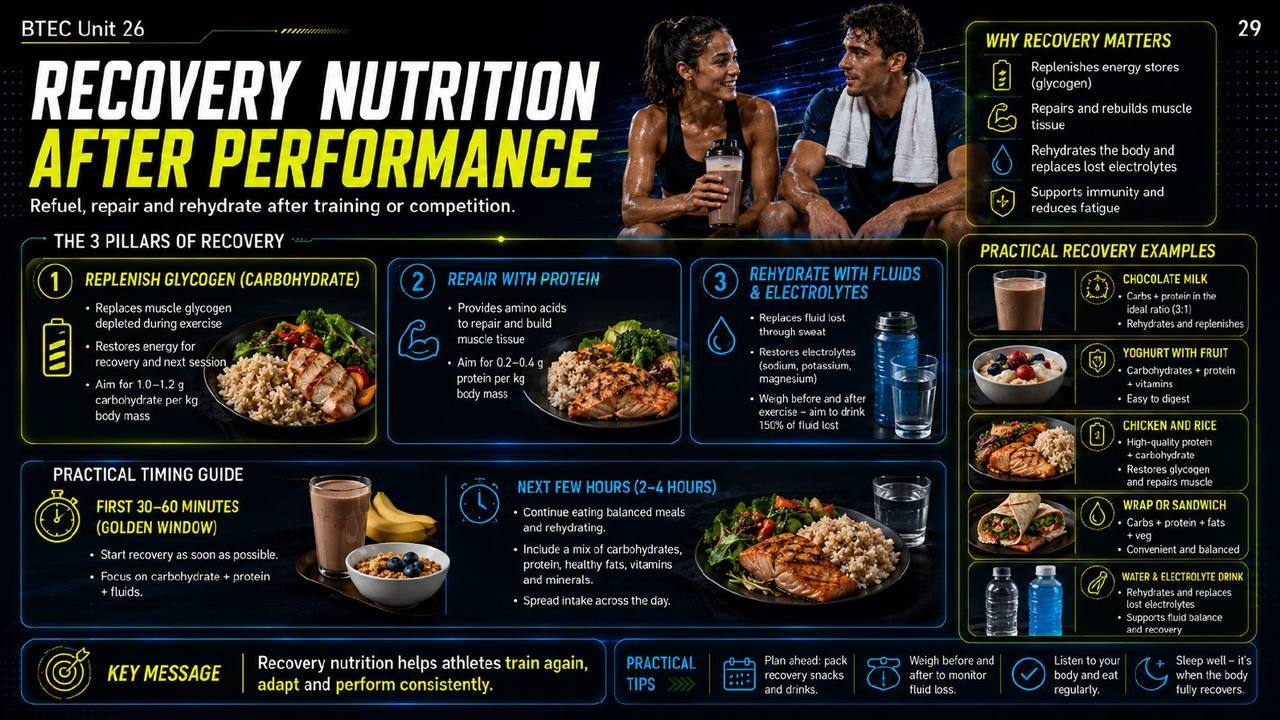 BTEC Unit 26
29
RECOVERY NUTRITION
AFTER PERFORMANCE
Refuel, repair and rehydrate after training or competition.
WHY RECOVERY MATTERS
Replenishes energy stores
(glycogen)
Repairs and rebuilds muscle
tissue
Rehydrates the body and
replaces lost electrolytes
Supports immunity and
reduces fatigue
THE 3 PILLARS OF RECOVERY
1
REPLENISH GLYCOGEN (CARBOHYDRATE)
• Replaces muscle glycogen
depleted during exercise
• Restores energy for
recovery and next session
• Aim for 1.0–1.2 g
carbohydrate per kg
body mass
2
REPAIR WITH PROTEIN
• Provides amino acids
to repair and build
muscle tissue
• Aim for 0.2–0.4 g
protein per kg
body mass
3
REHYDRATE WITH FLUIDS
& ELECTROLYTES
• Replaces fluid lost
through sweat
• Restores electrolytes
(sodium, potassium,
magnesium)
• Weigh before and after
exercise – aim to drink
150% of fluid lost
PRACTICAL RECOVERY EXAMPLES
CHOCOLATE MILK
• Carbs + protein in the
ideal ratio (3:1)
• Rehydrates and replenishes
YOGHURT WITH FRUIT
• Carbohydrates + protein
+ vitamins
• Easy to digest
CHICKEN AND RICE
• High-quality protein
+ carbohydrate
• Restores glycogen
and repairs muscle
WRAP OR SANDWICH
• Carbs + protein + fats
+ veg
• Convenient and balanced
WATER & ELECTROLYTE DRINK
• Rehydrates and replaces
lost electrolytes
• Supports fluid balance
and recovery
PRACTICAL TIMING GUIDE
FIRST 30–60 MINUTES
(GOLDEN WINDOW)
• Start recovery as soon as possible.
• Focus on carbohydrate + protein
+ fluids.
NEXT FEW HOURS (2–4 HOURS)
• Continue eating balanced meals
and rehydrating.
• Include a mix of carbohydrates,
protein, healthy fats, vitamins
and minerals.
• Spread intake across the day.
KEY MESSAGE
Recovery nutrition helps athletes train again,
adapt and perform consistently.
PRACTICAL
TIPS
Plan ahead: pack
recovery snacks
and drinks.
Weigh before and
after to monitor
fluid loss.
Listen to your
body and eat
regularly.
Sleep well – it's
when the body
fully recovers.